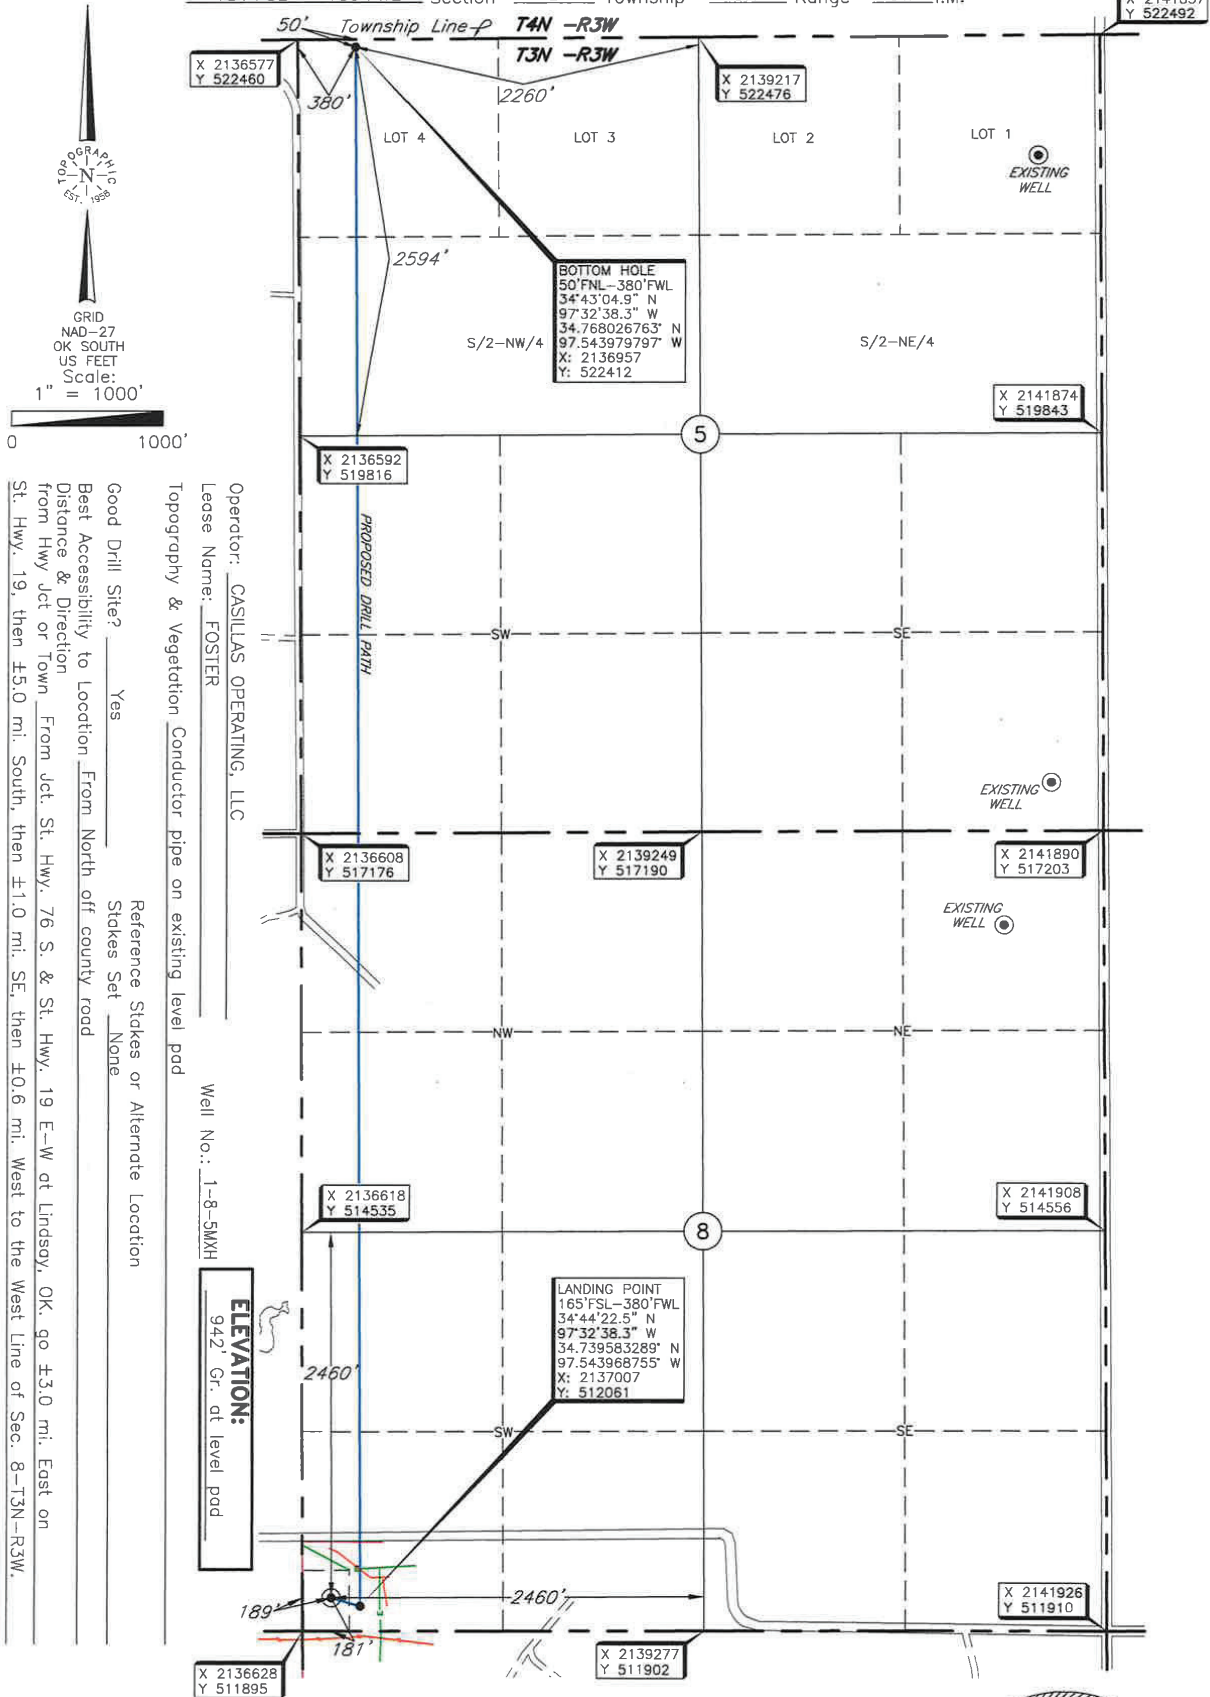 Section
Township
Range
I.M.
50'
Township Line
T4N -R3W
T3N -R3W
Y 522492
X 2136577
Y 522460
X 2139217
Y 522476
380'
2260'
LOT 4
LOT 3
LOT 2
LOT 1
EXISTING
WELL
TOPOGRAPHIC
N
EST. 1958
2594'
BOTTOM HOLE
50'FNL-380'FWL
34°43'04.9" N
97°32'38.3" W
34.768026763° N
97.543979797° W
X: 2136957
Y: 522412
GRID
NAD-27
OK SOUTH
US FEET
Scale:
1" = 1000'
0
1000'
S/2-NW/4
S/2-NE/4
X 2141874
Y 519843
5
X 2136592
Y 519816
PROPOSED DRILL PATH
SW
SE
EXISTING
WELL
X 2136608
Y 517176
X 2139249
Y 517190
X 2141890
Y 517203
EXISTING
WELL
NW
NE
X 2136618
Y 514535
X 2141908
Y 514556
8
LANDING POINT
165'FSL-380'FWL
34°44'22.5" N
97°32'38.3" W
34.739583289° N
97.543968755° W
X: 2137007
Y: 512061
2460'
SW
SE
2460'
189'
181'
X 2141926
Y 511910
X 2139277
Y 511902
X 2136628
Y 511895
Operator: CASILLAS OPERATING, LLC
Lease Name: FOSTER
Well No.: 1-8-5MXH
ELEVATION:
942' Gr. at level pad
Topography & Vegetation Conductor pipe on existing level pad
Reference Stakes or Alternate Location
Good Drill Site? Yes
Stakes Set None
Best Accessibility to Location From North off county road
Distance & Direction
from Hwy Jct or Town From Jct. St. Hwy. 76 S. & St. Hwy. 19 E-W at Lindsay, OK. go ±3.0 mi. East on
St. Hwy. 19, then ±5.0 mi. South, then ±1.0 mi. SE, then ±0.6 mi. West to the West Line of Sec. 8-T3N-R3W.